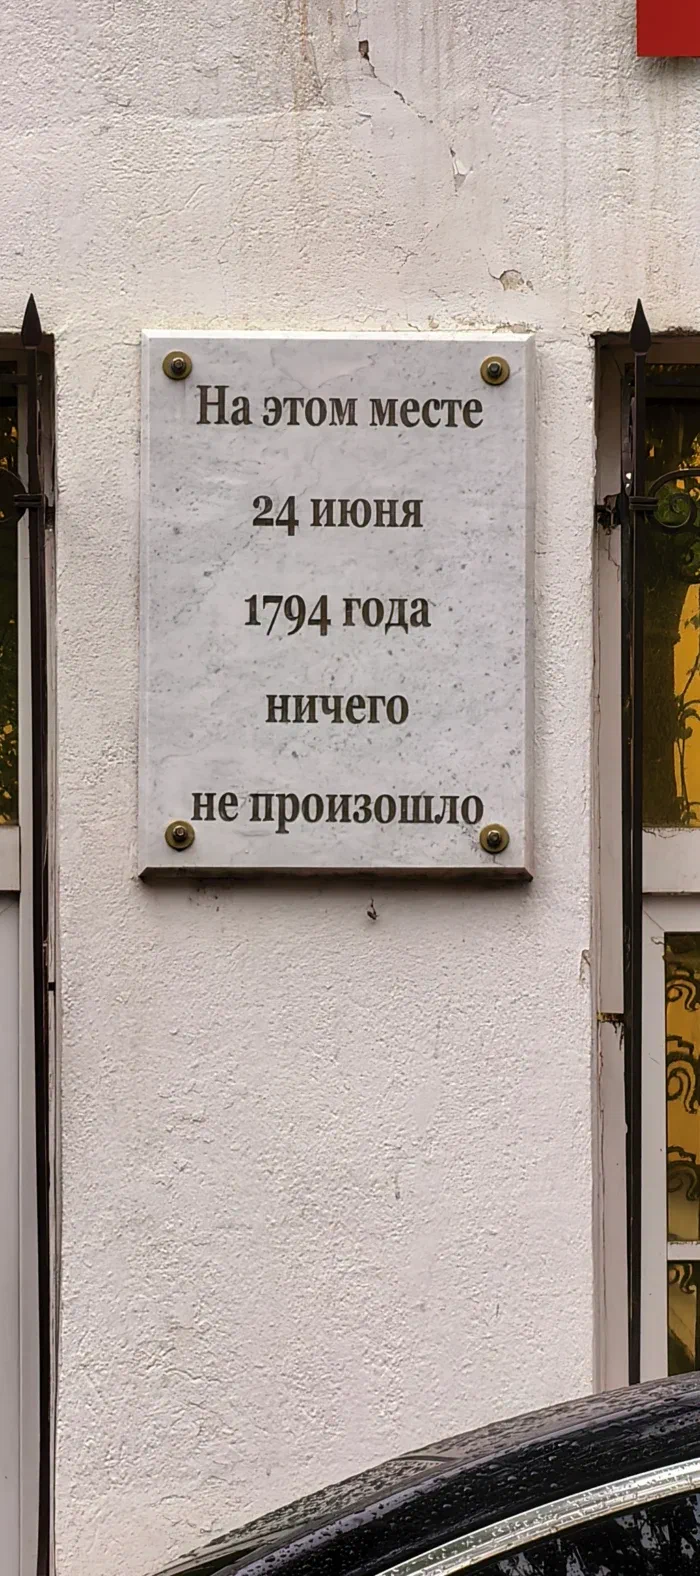 На этом месте
24 июня
1794 года
ничего
не произошло